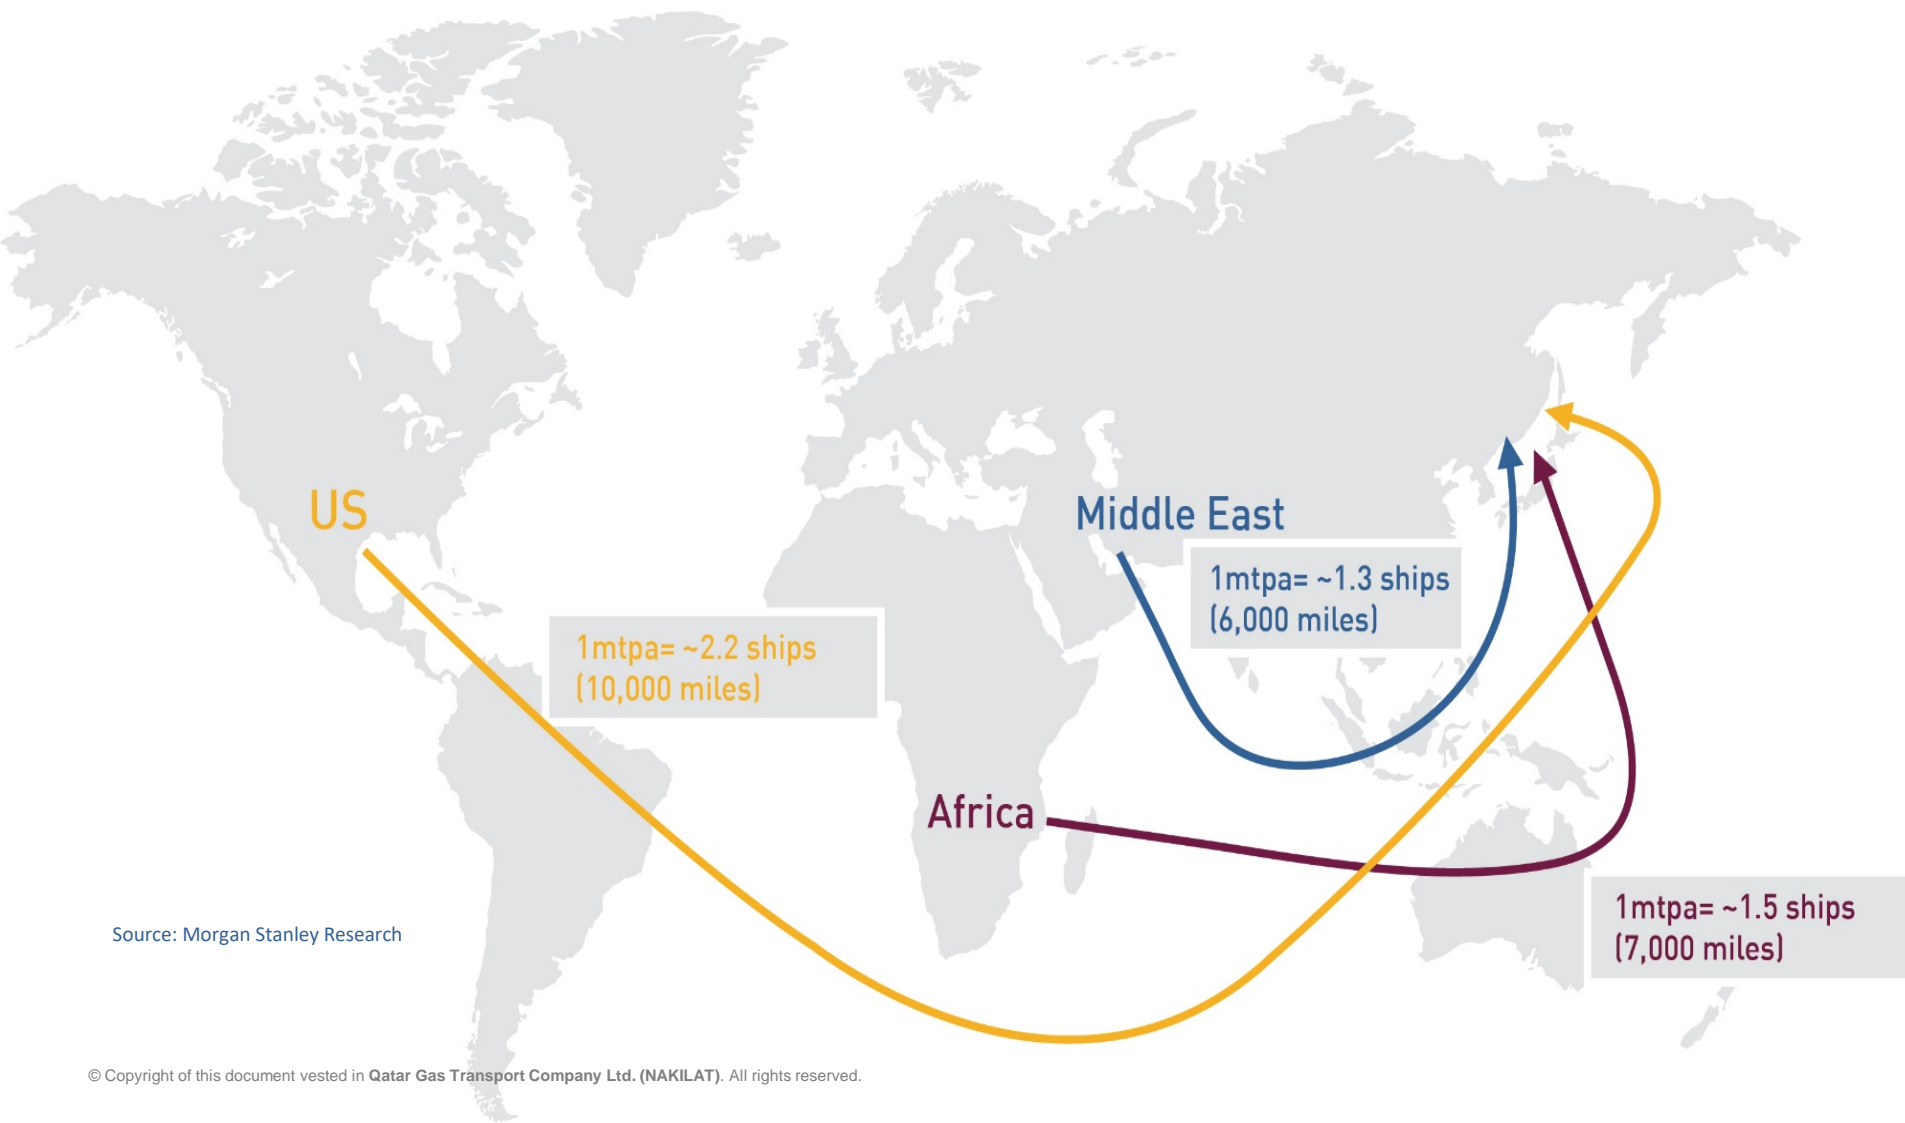 US
Middle East
1mtpa= ~1.3 ships
(6,000 miles)
1mtpa= ~2.2 ships
(10,000 miles)
Africa
1mtpa= ~1.5 ships
(7,000 miles)
Source: Morgan Stanley Research
© Copyright of this document vested in Qatar Gas Transport Company Ltd. (NAKILAT). All rights reserved.